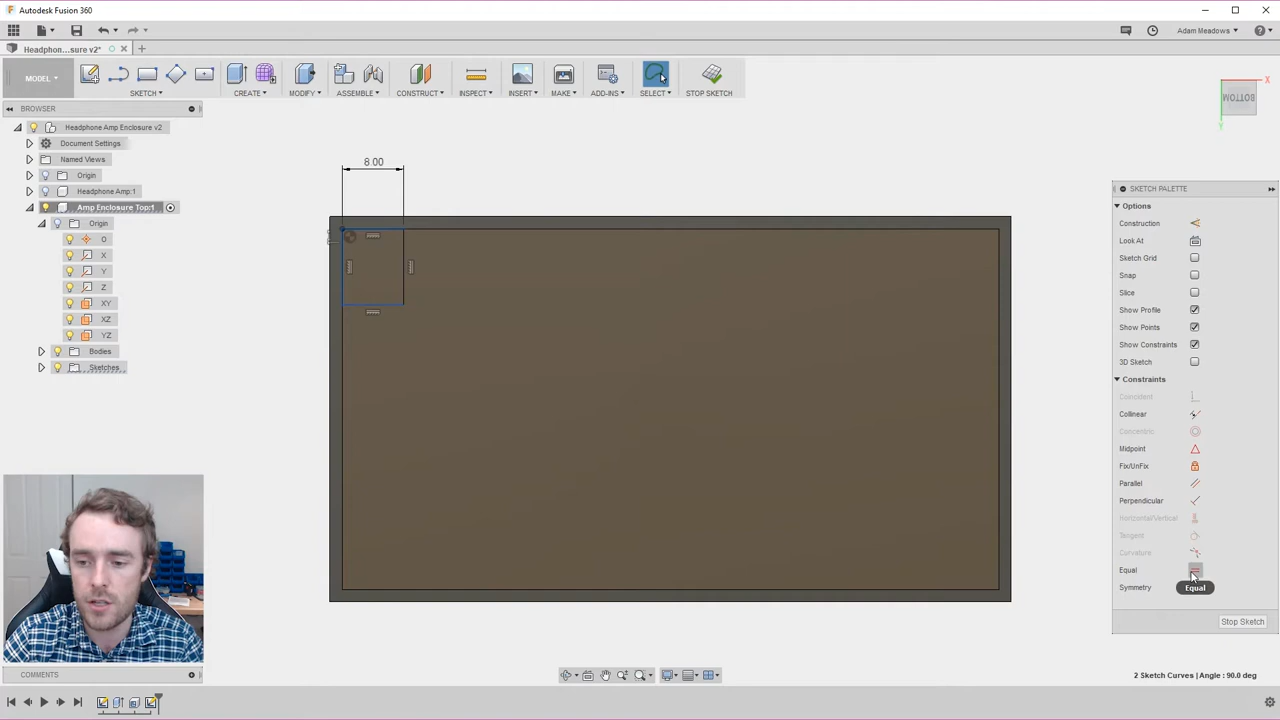 Autodesk Fusion 360
Adam Meadows
Headphon...sure v2*
MODEL
SKETCH
CREATE
MODIFY
ASSEMBLE
CONSTRUCT
INSPECT
INSERT
MAKE
ADD-INS
SELECT
STOP SKETCH
BROWSER
Headphone Amp Enclosure v2
Document Settings
Named Views
Origin
Headphone Amp:1
Amp Enclosure Top:1
Origin
O
X
Y
Z
XY
XZ
YZ
Bodies
Sketches
8.00
X
BOTTOM
Y
SKETCH PALETTE
Options
Construction
Look At
Sketch Grid
Snap
Slice
Show Profile
Show Points
Show Constraints
3D Sketch
Constraints
Coincident
Collinear
Concentric
Midpoint
Fix/UnFix
Parallel
Perpendicular
Horizontal/Vertical
Tangent
Curvature
Equal
Symmetry
Equal
Stop Sketch
COMMENTS
2 Sketch Curves | Angle : 90.0 deg